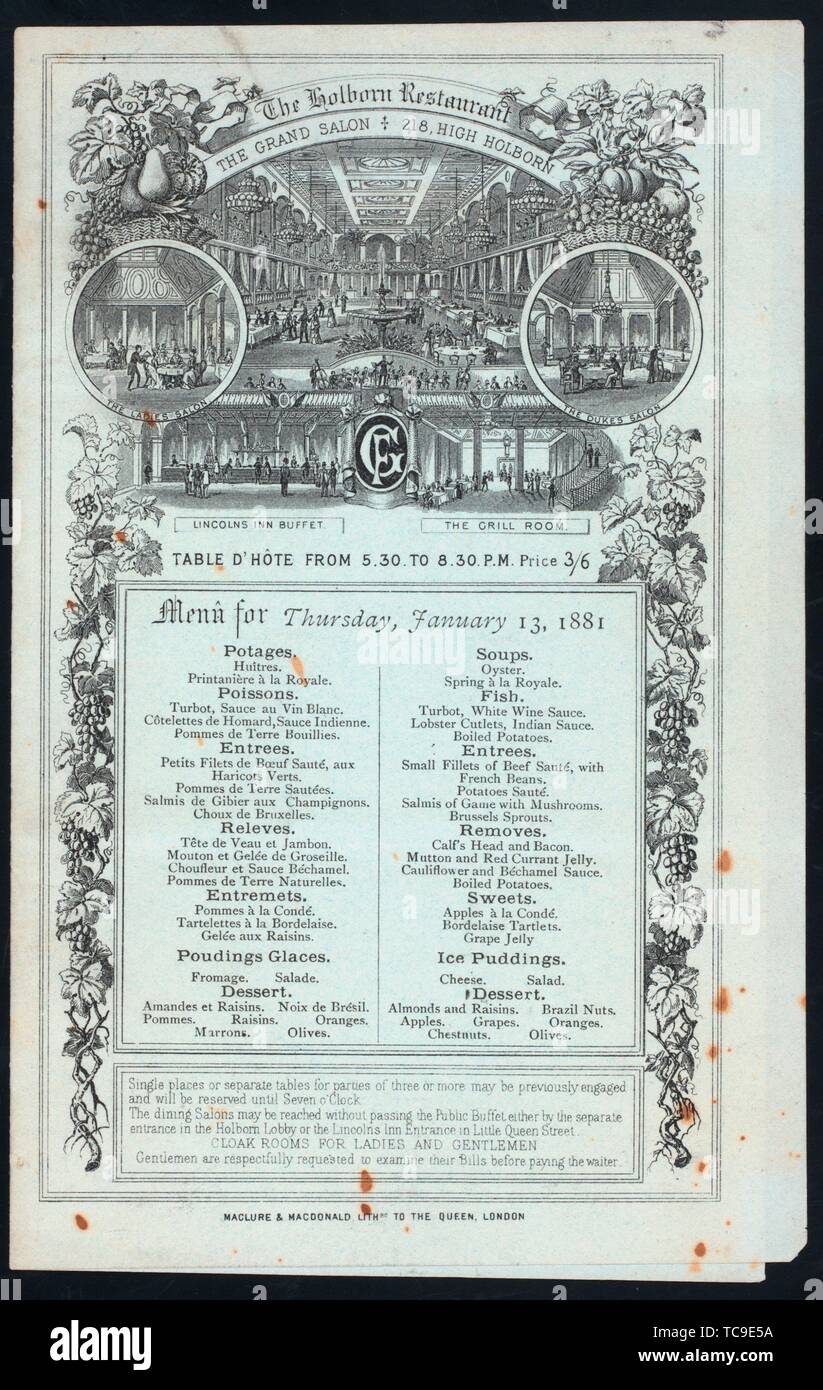 The Holborn Restaurant
THE GRAND SALON ‡ 218, HIGH HOLBORN
THE LADIES SALON
THE DUKES SALON
LINCOLNS INN BUFFET.
THE GRILL ROOM.
TABLE D'HÔTE FROM 5.30. TO 8.30. P.M. Price 3/6
Menû for Thursday, January 13, 1881
Potages.
Huîtres.
Printanière à la Royale.
Poissons.
Turbot, Sauce au Vin Blanc.
Côtelettes de Homard, Sauce Indienne.
Pommes de Terre Bouillies.
Entrees.
Petits Filets de Bœuf Sauté, aux
Haricots Verts.
Pommes de Terre Sautées.
Salmis de Gibier aux Champignons.
Choux de Bruxelles.
Releves.
Tête de Veau et Jambon.
Mouton et Gelée de Groseille.
Choufleur et Sauce Béchamel.
Pommes de Terre Naturelles.
Entremets.
Pommes à la Condé.
Tartelettes à la Bordelaise.
Gelée aux Raisins.
Poudings Glaces.
Fromage. Salade.
Dessert.
Amandes et Raisins. Noix de Brésil.
Pommes. Raisins. Oranges.
Marrons. Olives.
Soups.
Oyster.
Spring à la Royale.
Fish.
Turbot, White Wine Sauce.
Lobster Cutlets, Indian Sauce.
Boiled Potatoes.
Entrees.
Small Fillets of Beef Sauté, with
French Beans.
Potatoes Sauté.
Salmis of Game with Mushrooms.
Brussels Sprouts.
Removes.
Calf's Head and Bacon.
Mutton and Red Currant Jelly.
Cauliflower and Béchamel Sauce.
Boiled Potatoes.
Sweets.
Apples à la Condé.
Bordelaise Tartlets.
Grape Jelly
Ice Puddings.
Cheese. Salad.
Dessert.
Almonds and Raisins. Brazil Nuts.
Apples. Grapes. Oranges.
Chestnuts. Olives.
Single places or separate tables for parties of three or more may be previously engaged
and will be reserved until Seven o'Clock
The dining Salons may be reached without passing the Public Buffet either by the separate
entrance in the Holborn Lobby or the Lincolns Inn Entrance in Little Queen Street.
CLOAK ROOMS FOR LADIES AND GENTLEMEN
Gentlemen are respectfully requested to examine their Bills before paying the waiter.
MACLURE & MACDONALD LITHRS TO THE QUEEN, LONDON
a
alamy
alamy
Image ID: TC9E5A
www.alamy.com